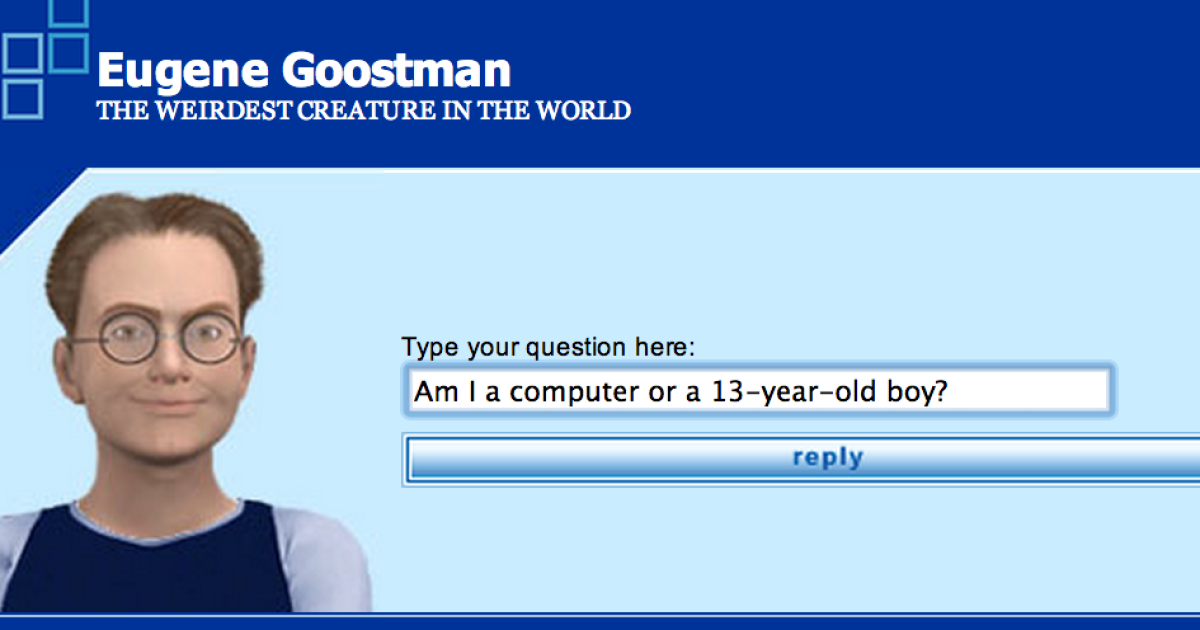 Eugene Goostman
THE WEIRDEST CREATURE IN THE WORLD
Type your question here:
Am I a computer or a 13-year-old boy?
reply